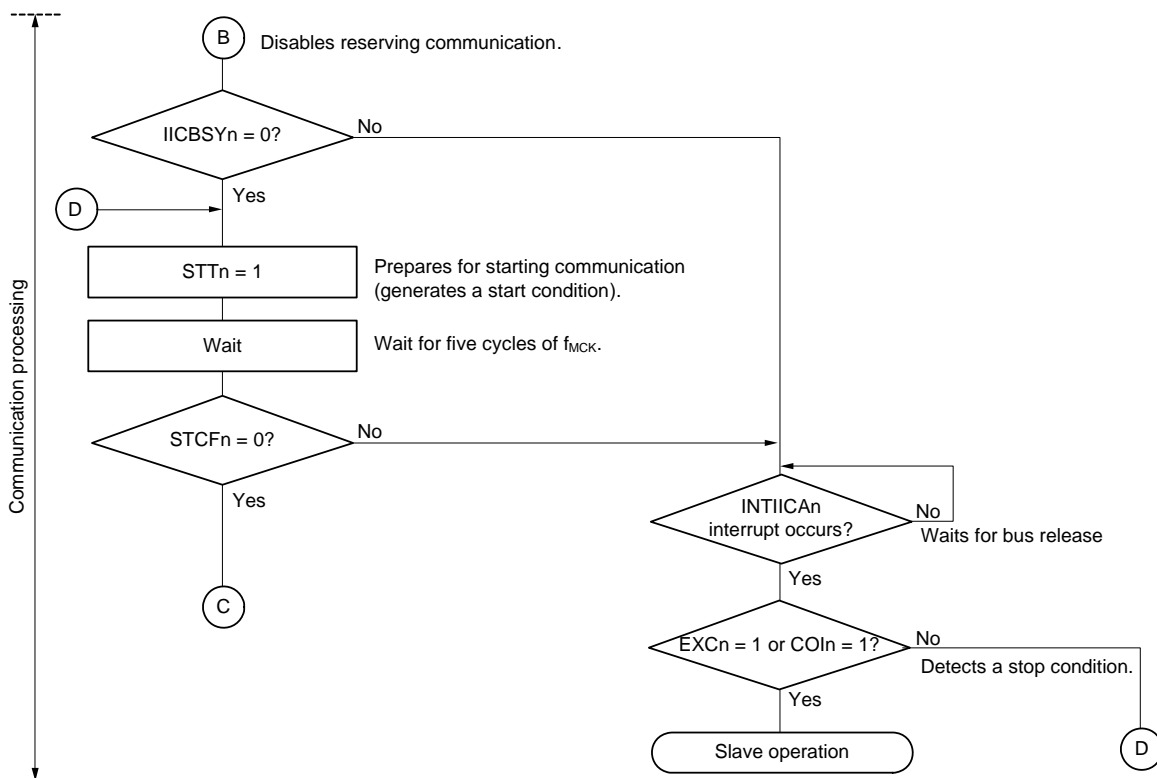 B
Disables reserving communication.
IICBSYn = 0?
No
Yes
D
STTn = 1
Prepares for starting communication
(generates a start condition).
Wait
Wait for five cycles of fMCK.
STCFn = 0?
No
Yes
C
INTIICAn
interrupt occurs?
No
Waits for bus release
Yes
EXCn = 1 or COIn = 1?
No
Detects a stop condition.
Yes
Slave operation
D
Communication processing